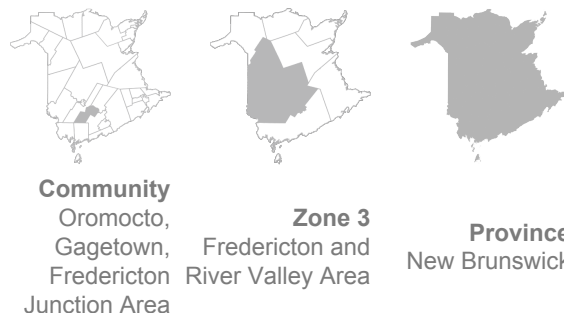 Community
Oromocto,
Gagetown,
Fredericton
Junction Area
Zone 3
Fredericton and
River Valley Area
Province
New Brunswick